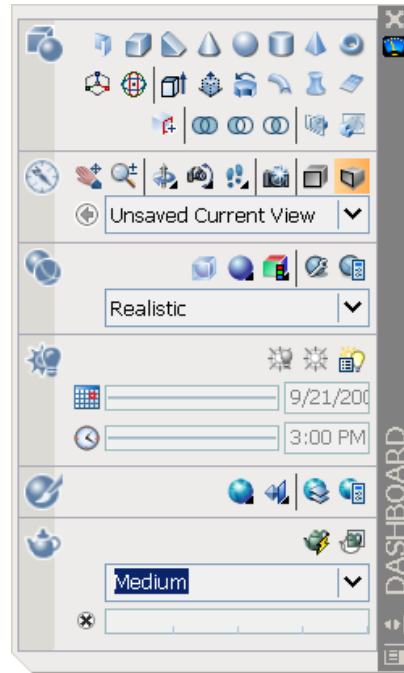 Unsaved Current View
Realistic
9/21/200
3:00 PM
Medium
DASHBOARD